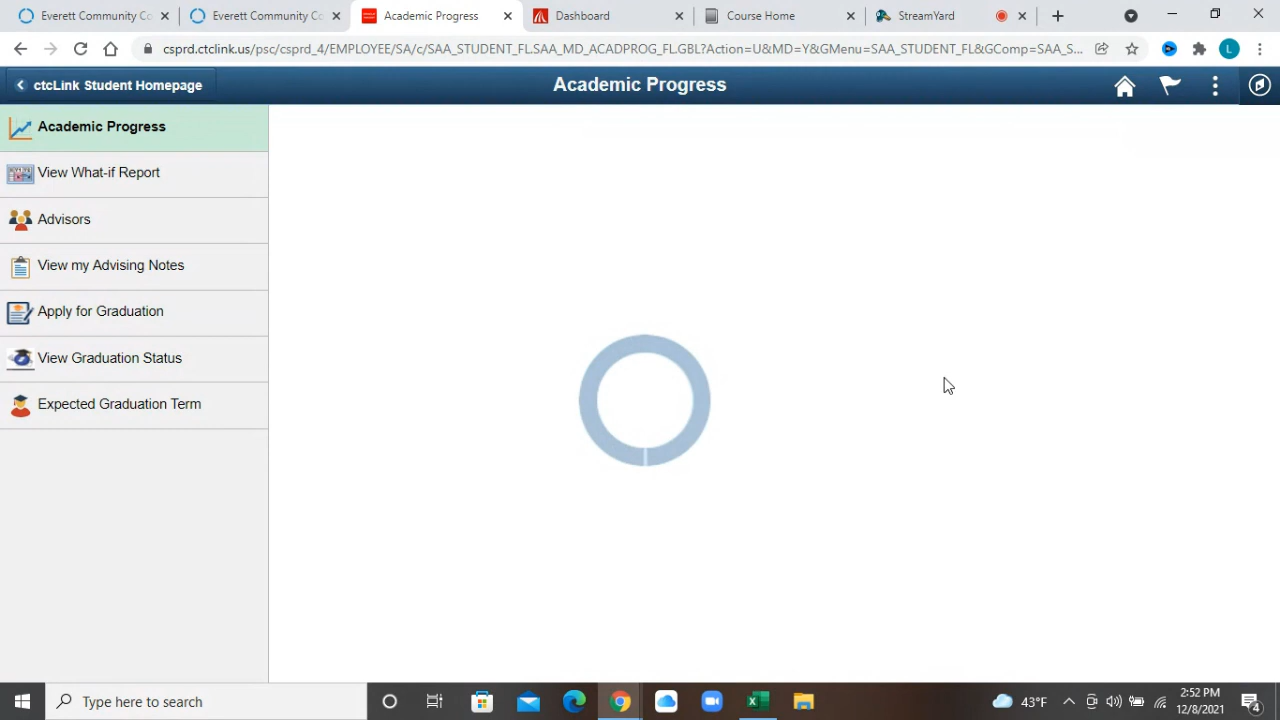 Everett Community Co
Everett Community Co
Academic Progress
Dashboard
Course Home
StreamYard
csprd.ctclink.us/psc/csprd_4/EMPLOYEE/SA/c/SAA_STUDENT_FL.SAA_MD_ACADPROG_FL.GBL?Action=U&MD=Y&GMenu=SAA_STUDENT_FL&GComp=SAA_S...
L
ctcLink Student Homepage
Academic Progress
Academic Progress
View What-if Report
Advisors
View my Advising Notes
Apply for Graduation
View Graduation Status
Expected Graduation Term
Type here to search
43°F
2:52 PM
12/8/2021
4